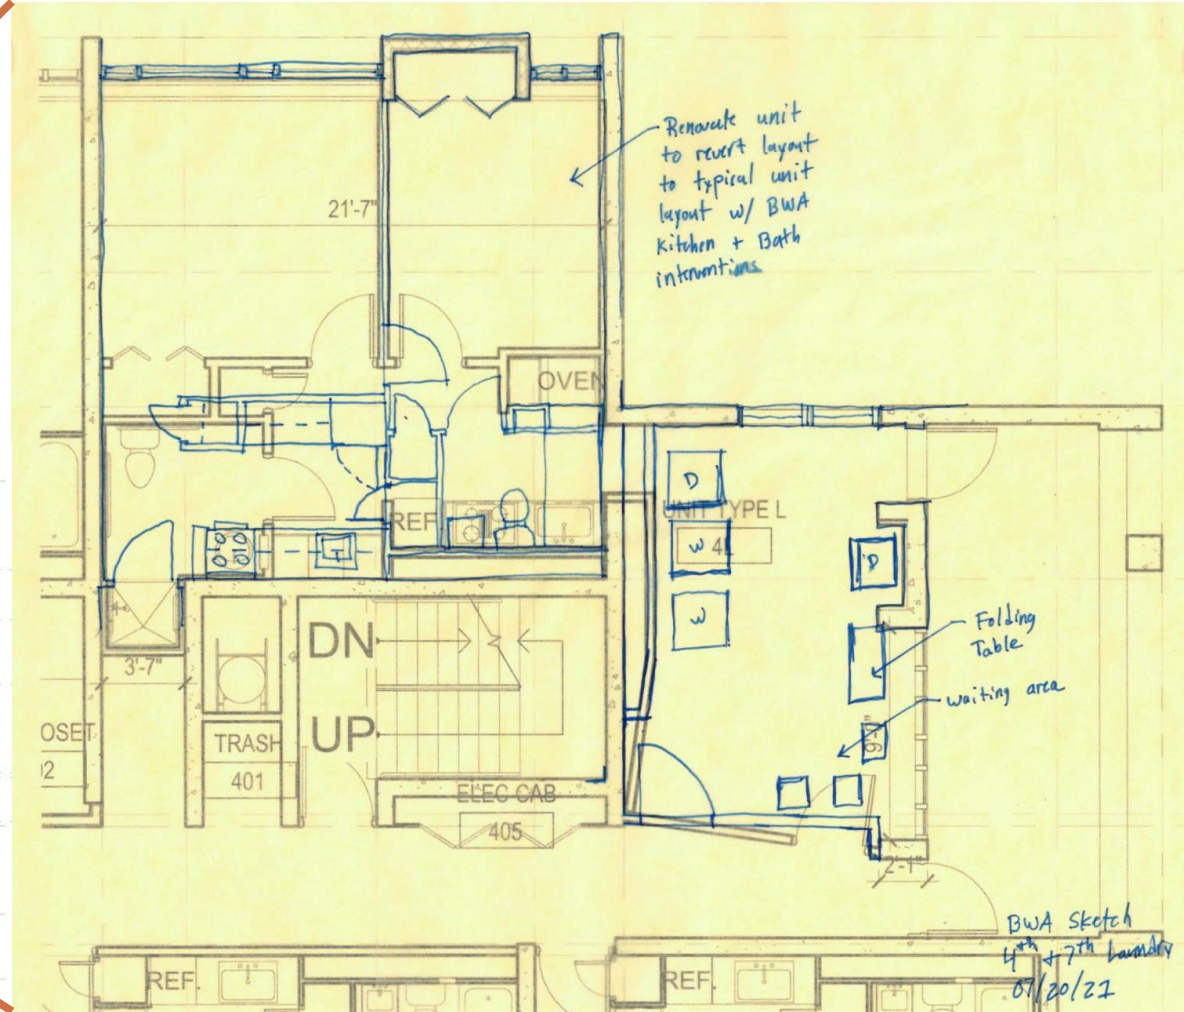 Renovate unit
to revert layout
to typical unit
layout w/ BWA
Kitchen + Bath
interventions
21'-7"
OVEN
REF
UNIT TYPE L
D
W 4L
W
D
Folding
Table
waiting area
DN
UP
3'-7"
OSET
02
TRASH
401
ELEC CAB
405
2'-1"
BWA Sketch
4th + 7th Laundry
07/20/21
REF.
REF.